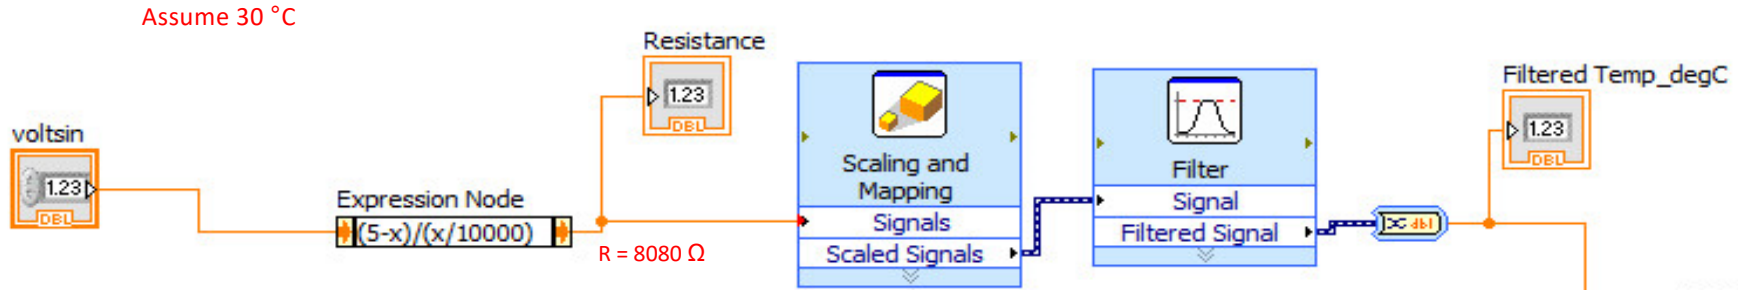 Assume 30 °C
Resistance
1.23
DBL
voltsin
1.23
DBL
Expression Node
(5-x)/(x/10000)
R = 8080 Ω
Scaling and
Mapping
Signals
Scaled Signals
Filter
Signal
Filtered Signal
dbl
Filtered Temp_degC
1.23
DBL